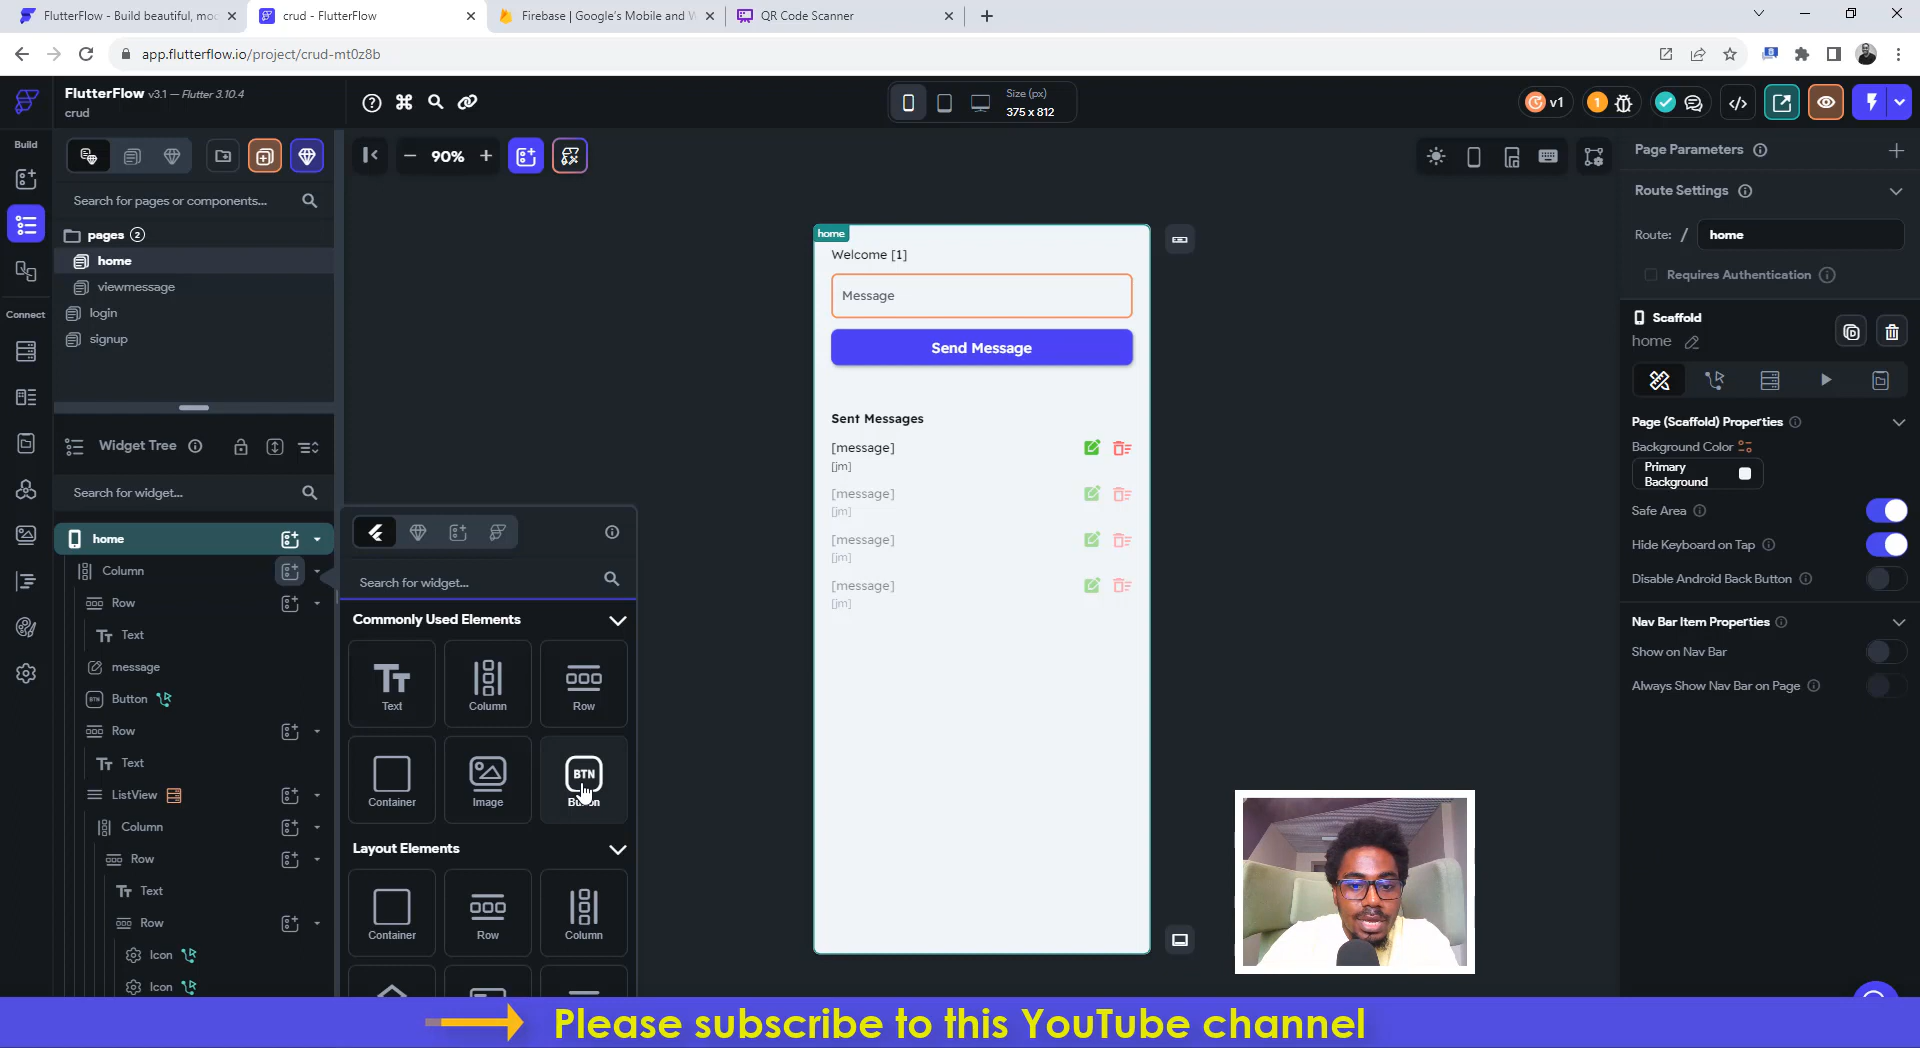 FlutterFlow - Build beautiful, mo
crud - FlutterFlow
Firebase | Google's Mobile and W
QR Code Scanner
app.flutterflow.io/project/crud-mt0z8b
FlutterFlow v3.1 — Flutter 3.10.4
crud
Size (px)
375 x 812
v1
1
Build
Connect
90%
Search for pages or components...
pages 2
home
viewmessage
login
signup
Widget Tree
Search for widget...
home
Column
Row
Text
message
Button
Row
Text
ListView
Column
Row
Text
Row
Icon
Icon
Search for widget...
Commonly Used Elements
Text
Column
Row
Container
Image
BTN
Button
Layout Elements
Container
Row
Column
home
Welcome [1]
Message
Send Message
Sent Messages
[message]
[jm]
[message]
[jm]
[message]
[jm]
[message]
[jm]
Page Parameters
Route Settings
Route: / home
Requires Authentication
Scaffold
home
Page (Scaffold) Properties
Background Color
Primary
Background
Safe Area
Hide Keyboard on Tap
Disable Android Back Button
Nav Bar Item Properties
Show on Nav Bar
Always Show Nav Bar on Page
Please subscribe to this YouTube channel